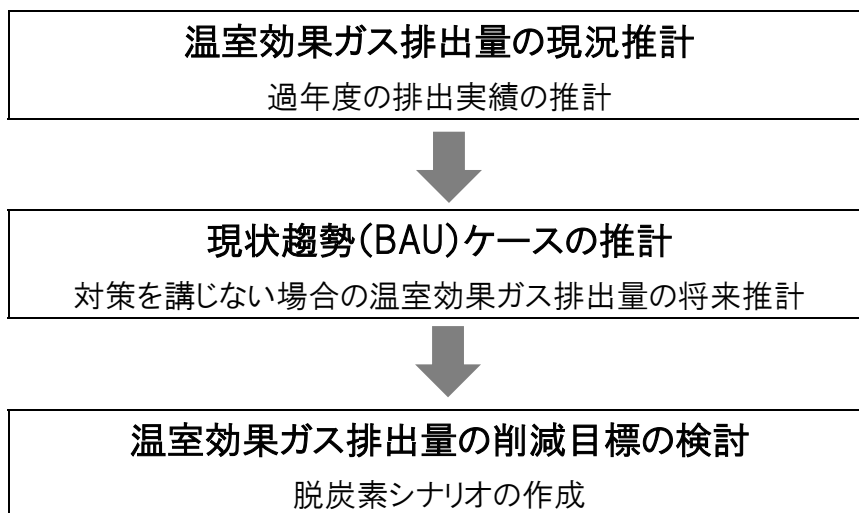 温室効果ガス排出量の現況推計
過年度の排出実績の推計
現状趨勢(BAU)ケースの推計
対策を講じない場合の温室効果ガス排出量の将来推計
温室効果ガス排出量の削減目標の検討
脱炭素シナリオの作成